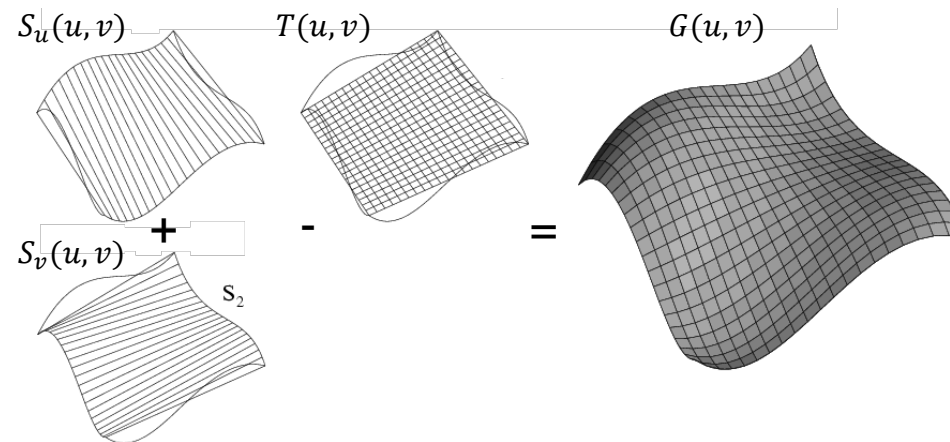 S_u(u, v) T(u, v) G(u, v)
+ - =
S_v(u, v)
S_2